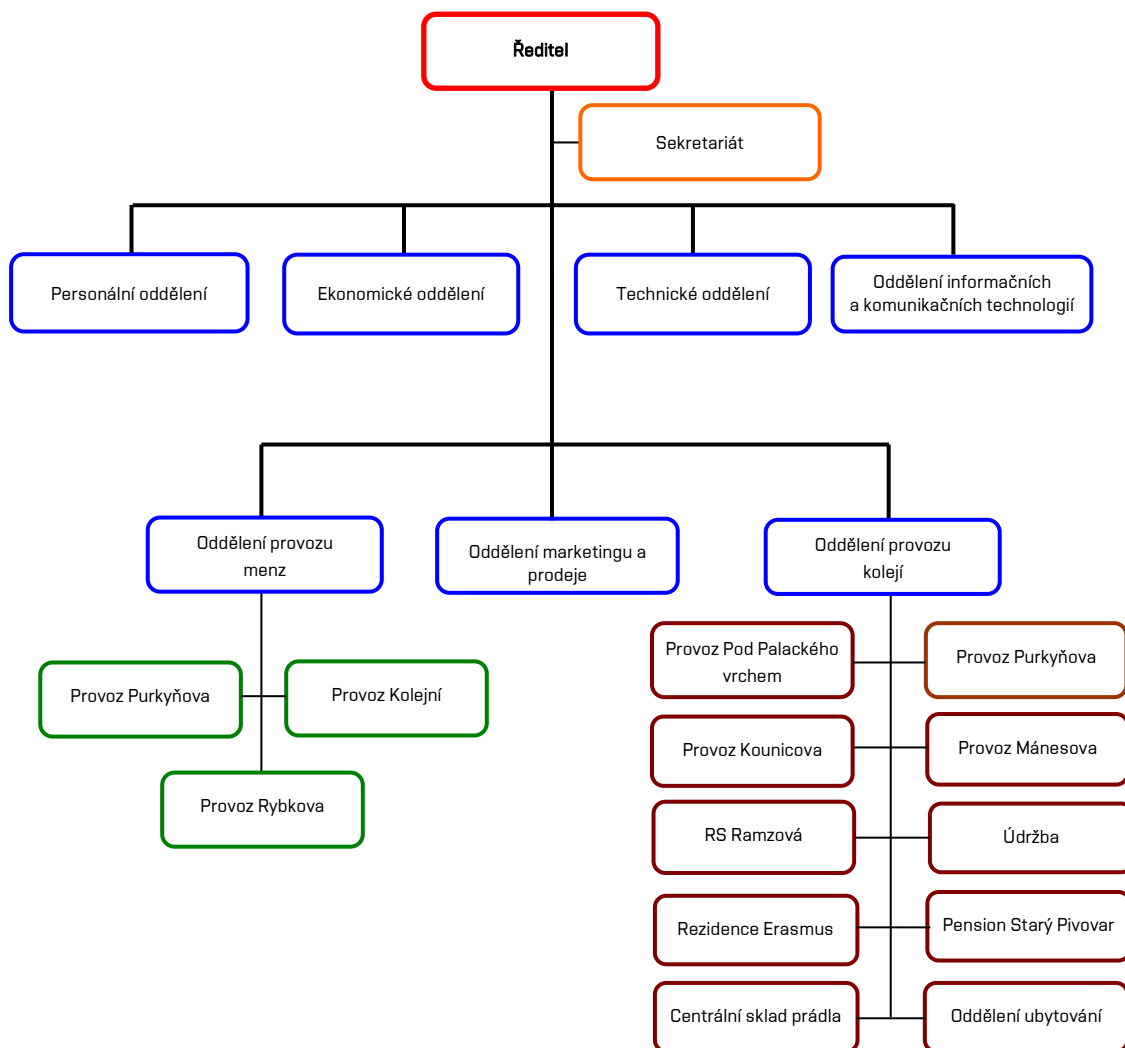 Ředitel
Sekretariát
Personální oddělení
Ekonomické oddělení
Technické oddělení
Oddělení informačních
a komunikačních technologií
Oddělení provozu
menz
Oddělení marketingu a
prodeje
Oddělení provozu
kolejí
Provoz Purkyňova
Provoz Kolejní
Provoz Rybkova
Provoz Pod Palackého
vrchem
Provoz Purkyňova
Provoz Kounicova
Provoz Mánesova
RS Ramzová
Údržba
Rezidence Erasmus
Pension Starý Pivovar
Centrální sklad prádla
Oddělení ubytování